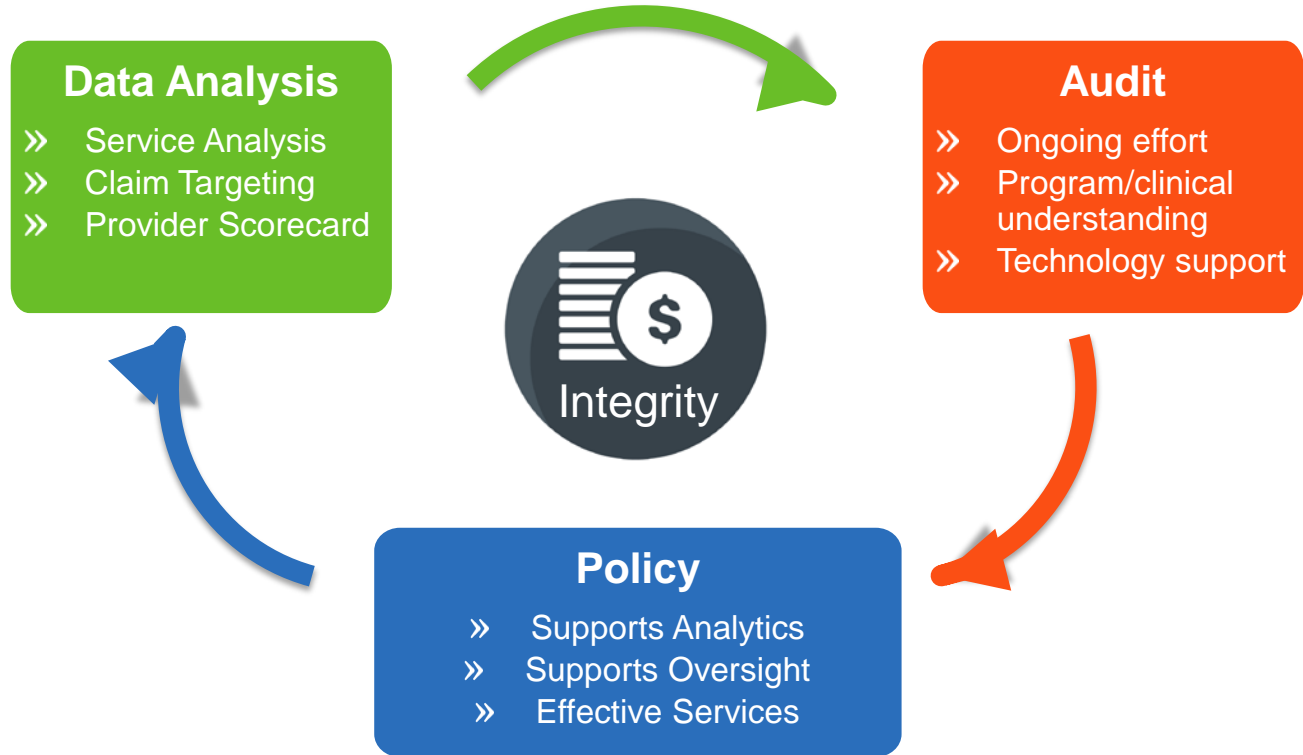 Data Analysis
» Service Analysis
» Claim Targeting
» Provider Scorecard
Audit
» Ongoing effort
» Program/clinical
understanding
» Technology support
$
Integrity
Policy
» Supports Analytics
» Supports Oversight
» Effective Services